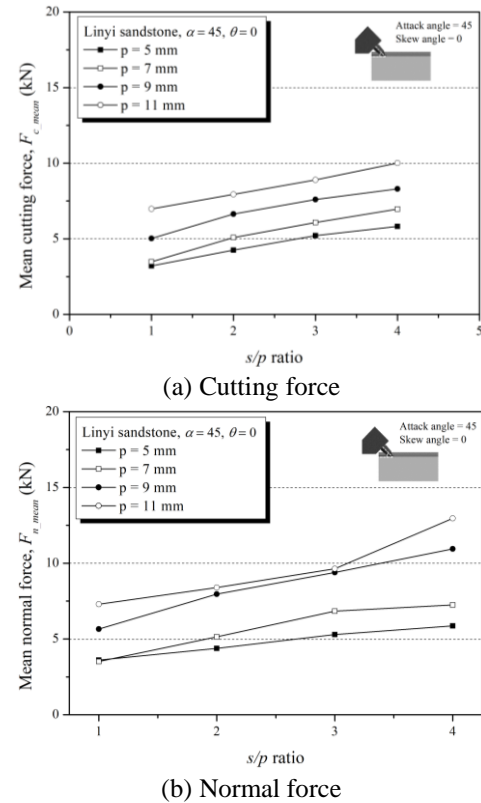 20
15
10
5
0
Mean cutting force, F_c_mean (kN)
Linyi sandstone, α = 45, θ = 0
p = 5 mm
p = 7 mm
p = 9 mm
p = 11 mm
Attack angle = 45
Skew angle = 0
0 1 2 3 4 5
s/p ratio
(a) Cutting force
20
15
10
5
0
Mean normal force, F_n_mean (kN)
Linyi sandstone, α = 45, θ = 0
p = 5 mm
p = 7 mm
p = 9 mm
p = 11 mm
Attack angle = 45
Skew angle = 0
1 2 3 4
s/p ratio
(b) Normal force